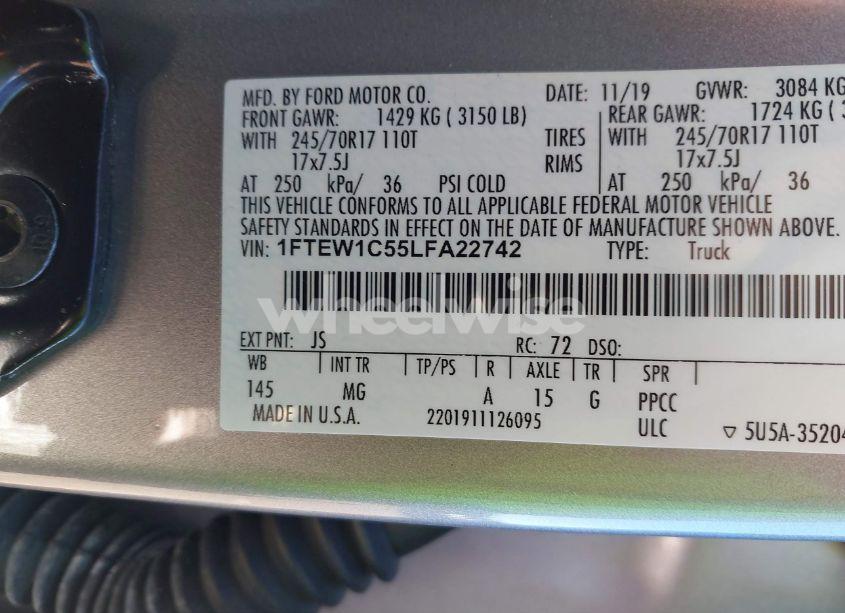 MFD. BY FORD MOTOR CO. DATE: 11/19 GVWR: 3084 KG
FRONT GAWR: 1429 KG ( 3150 LB) REAR GAWR: 1724 KG (
WITH 245/70R17 110T TIRES WITH 245/70R17 110T
17x7.5J RIMS 17x7.5J
AT 250 kPa/ 36 PSI COLD AT 250 kPa/ 36
THIS VEHICLE CONFORMS TO ALL APPLICABLE FEDERAL MOTOR VEHICLE
SAFETY STANDARDS IN EFFECT ON THE DATE OF MANUFACTURE SHOWN ABOVE.
VIN: 1FTEW1C55LFA22742 TYPE: Truck
wheelwise
EXT PNT: JS RC: 72 DSO:
WB INT TR TP/PS R AXLE TR SPR
145 MG A 15 G PPCC
MADE IN U.S.A. 2201911126095 ULC ▽ 5U5A-35204